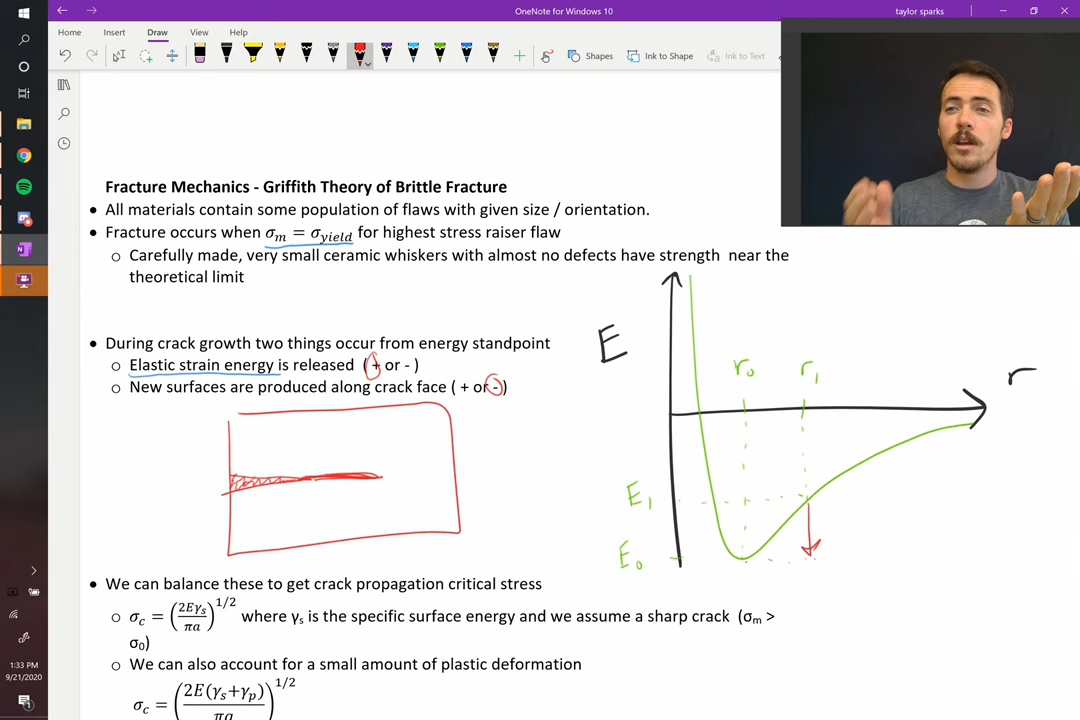 OneNote for Windows 10
taylor sparks
Home Insert Draw View Help
Shapes Ink to Shape Ink to Text
Fracture Mechanics - Griffith Theory of Brittle Fracture
• All materials contain some population of flaws with given size / orientation.
• Fracture occurs when σm = σyield for highest stress raiser flaw
o Carefully made, very small ceramic whiskers with almost no defects have strength near the
theoretical limit
• During crack growth two things occur from energy standpoint
o Elastic strain energy is released ( + or - )
o New surfaces are produced along crack face ( + or - )
E
r₀ r₁
r
E₁
E₀
• We can balance these to get crack propagation critical stress
o σc = (2Eγs/πa)^1/2 where γs is the specific surface energy and we assume a sharp crack (σm >
σ0)
o We can also account for a small amount of plastic deformation
σc = (2E(γs+γp)/πa)^1/2
1:33 PM
9/21/2020